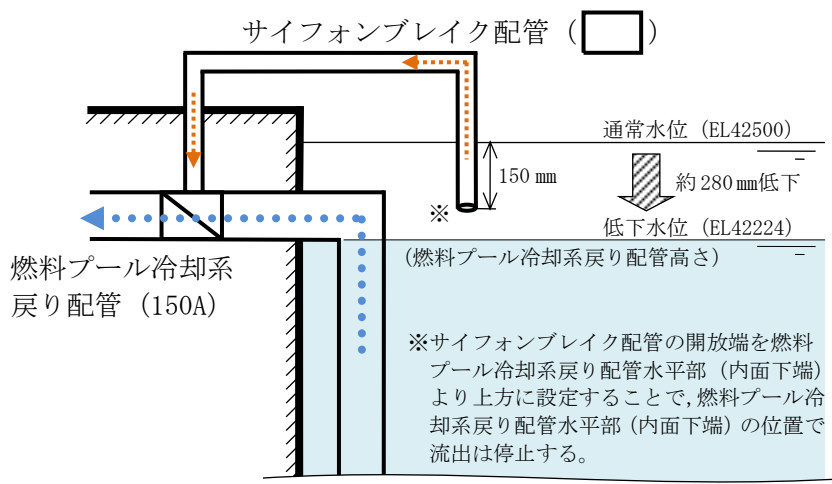 サイフォンブレイク配管（　　）
通常水位（EL42500）
150 mm
約280㎜低下
※
低下水位（EL42224）
（燃料プール冷却系戻り配管高さ）
燃料プール冷却系
戻り配管（150A）
※サイフォンブレイク配管の開放端を燃料
プール冷却系戻り配管水平部（内面下端）
より上方に設定することで,燃料プール冷
却系戻り配管水平部（内面下端）の位置で
流出は停止する。